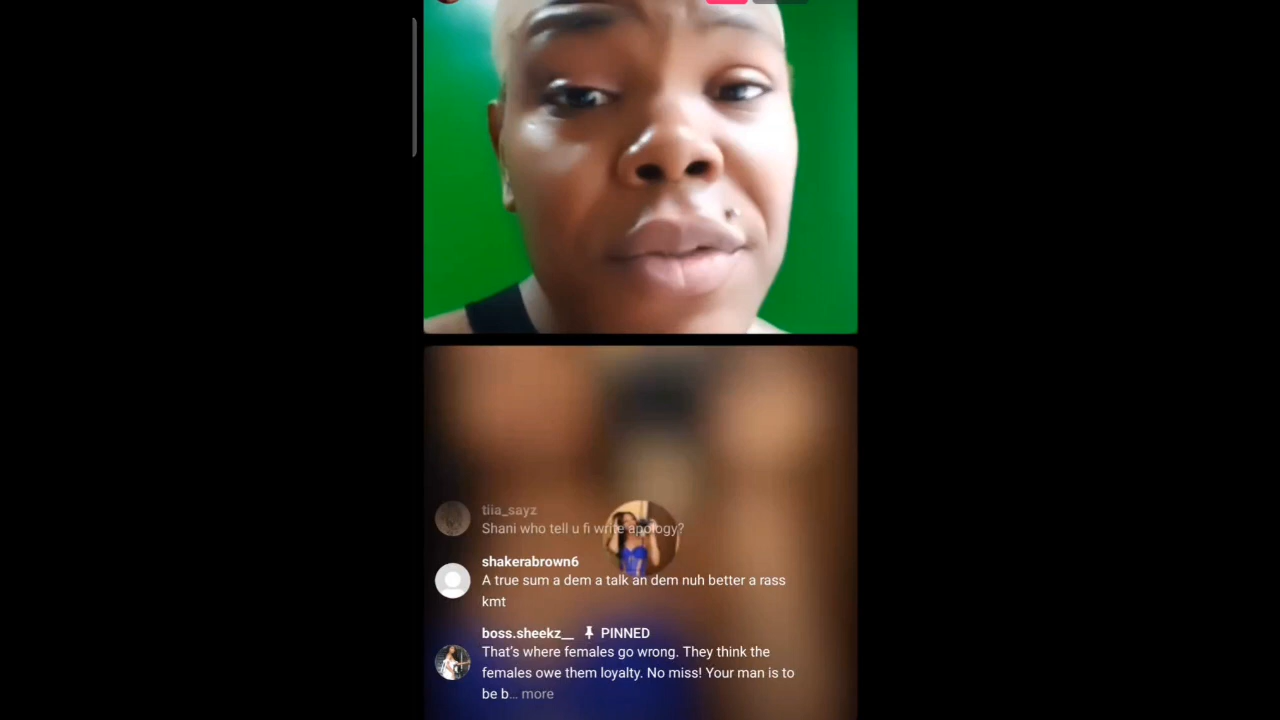 tiia_sayz
Shani who tell u fi write apology?
shakerabrown6
A true sum a dem a talk an dem nuh better a rass
kmt
boss.sheekz__ PINNED
That's where females go wrong. They think the
females owe them loyalty. No miss! Your man is to
be b... more